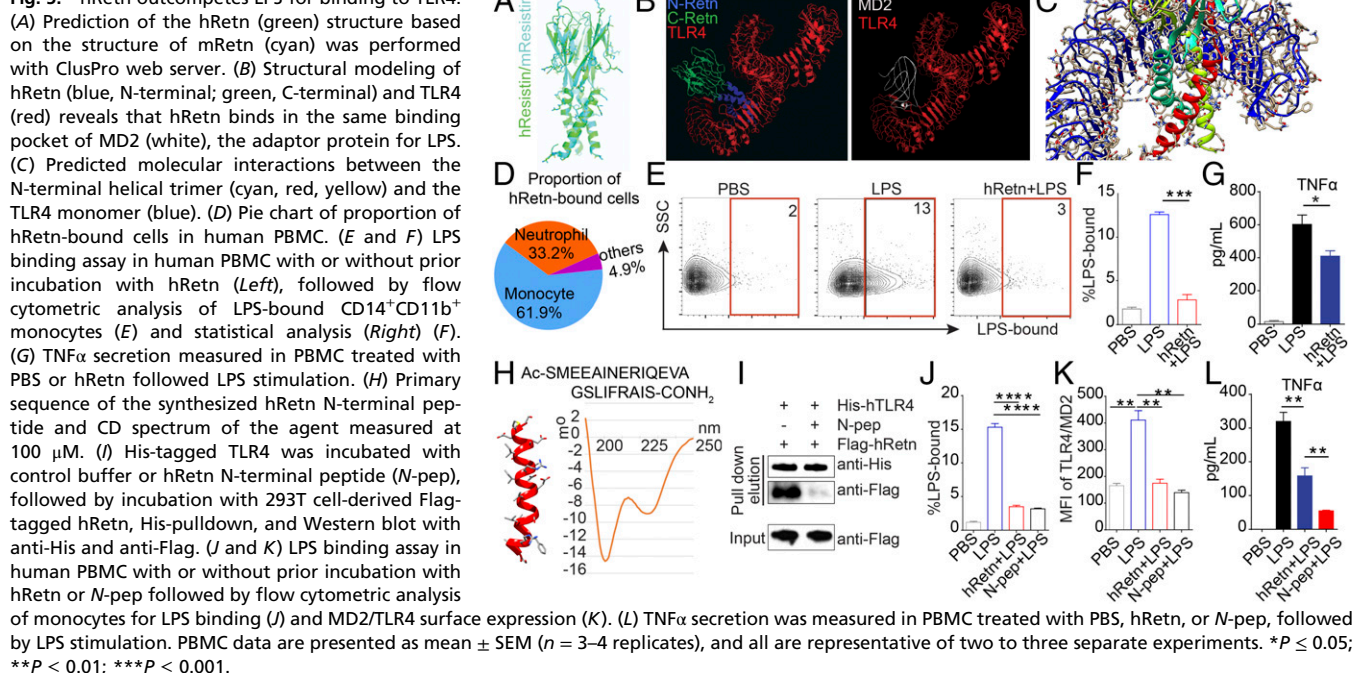 Fig. 5. hRetn outcompetes LPS for binding to TLR4.
(A) Prediction of the hRetn (green) structure based
on the structure of mRetn (cyan) was performed
with ClusPro web server. (B) Structural modeling of
hRetn (blue, N-terminal; green, C-terminal) and TLR4
(red) reveals that hRetn binds in the same binding
pocket of MD2 (white), the adaptor protein for LPS.
(C) Predicted molecular interactions between the
N-terminal helical trimer (cyan, red, yellow) and the
TLR4 monomer (blue). (D) Pie chart of proportion of
hRetn-bound cells in human PBMC. (E and F) LPS
binding assay in human PBMC with or without prior
incubation with hRetn (Left), followed by flow
cytometric analysis of LPS-bound CD14⁺CD11b⁺
monocytes (E) and statistical analysis (Right) (F).
(G) TNFα secretion measured in PBMC treated with
PBS or hRetn followed LPS stimulation. (H) Primary
sequence of the synthesized hRetn N-terminal pep-
tide and CD spectrum of the agent measured at
100 μM. (I) His-tagged TLR4 was incubated with
control buffer or hRetn N-terminal peptide (N-pep),
followed by incubation with 293T cell-derived Flag-
tagged hRetn, His-pulldown, and Western blot with
anti-His and anti-Flag. (J and K) LPS binding assay in
human PBMC with or without prior incubation with
hRetn or N-pep followed by flow cytometric analysis
of monocytes for LPS binding (J) and MD2/TLR4 surface expression (K). (L) TNFα secretion was measured in PBMC treated with PBS, hRetn, or N-pep, followed
by LPS stimulation. PBMC data are presented as mean ± SEM (n = 3–4 replicates), and all are representative of two to three separate experiments. *P ≤ 0.05;
**P < 0.01; ***P < 0.001.
A
hResistin/mResistin
B
N-Retn
C-Retn
TLR4
MD2
TLR4
C
D
Proportion of
hRetn-bound cells
Neutrophil
33.2%
others
4.9%
Monocyte
61.9%
E
PBS
LPS
hRetn+LPS
2
13
3
SSC
LPS-bound
F
%LPS-bound
15
10
5
0
***
PBS
LPS
hRetn
+LPS
G
TNFα
pg/mL
800
600
400
200
0
*
PBS
LPS
hRetn
+LPS
H
Ac-SMEEAINERIQEVA
GSLIFRAIS-CONH₂
2
mo
0
-2
-4
-6
-8
-10
-12
-14
-16
200
225
250
nm
I
+ + His-hTLR4
- + N-pep
+ + Flag-hRetn
Pull down
elution
anti-His
anti-Flag
Input
anti-Flag
J
%LPS-bound
20
15
10
5
0
****
****
PBS
LPS
hRetn+LPS
N-pep+LPS
K
MFI of TLR4/MD2
500
400
300
200
100
0
**
** **
PBS
LPS
hRetn+LPS
N-pep+LPS
L
TNFα
pg/mL
400
300
200
100
0
**
**
PBS
LPS
hRetn+LPS
N-pep+LPS